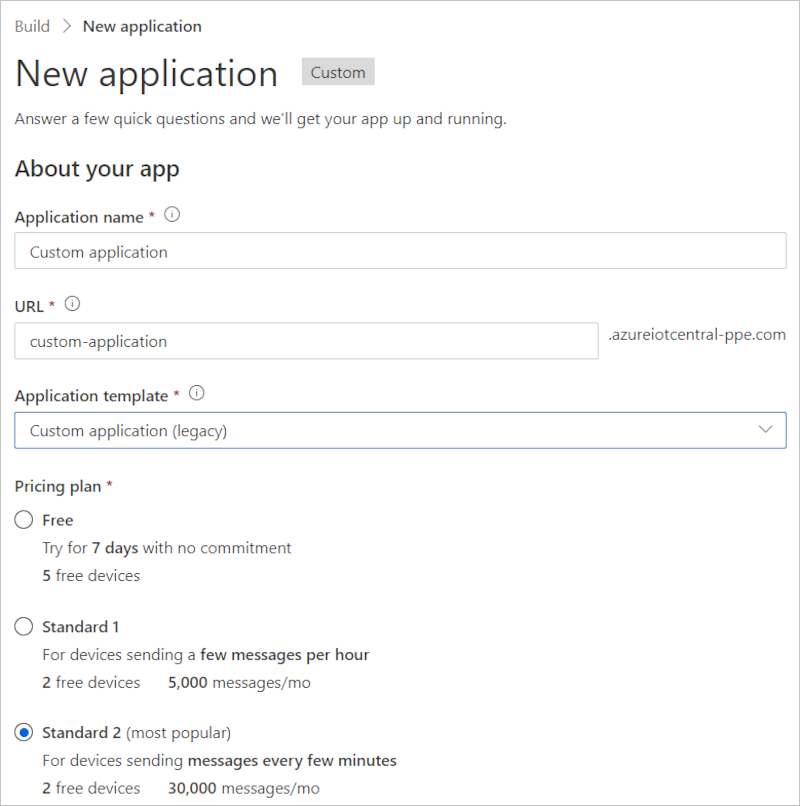 Build > New application
New application Custom
Answer a few quick questions and we'll get your app up and running.
About your app
Application name *
Custom application
URL *
custom-application .azureiotcentral-ppe.com
Application template *
Custom application (legacy)
Pricing plan *
Free
Try for 7 days with no commitment
5 free devices
Standard 1
For devices sending a few messages per hour
2 free devices 5,000 messages/mo
Standard 2 (most popular)
For devices sending messages every few minutes
2 free devices 30,000 messages/mo